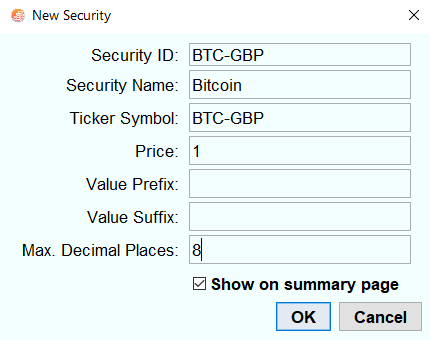 New Security
Security ID: BTC-GBP
Security Name: Bitcoin
Ticker Symbol: BTC-GBP
Price: 1
Value Prefix:
Value Suffix:
Max. Decimal Places: 8
Show on summary page
OK Cancel